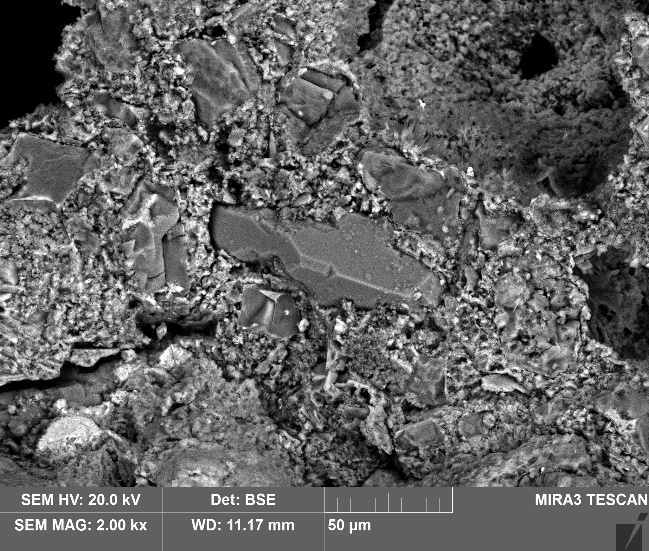 SEM HV: 20.0 kV Det: BSE MIRA3 TESCAN
SEM MAG: 2.00 kx WD: 11.17 mm 50 µm